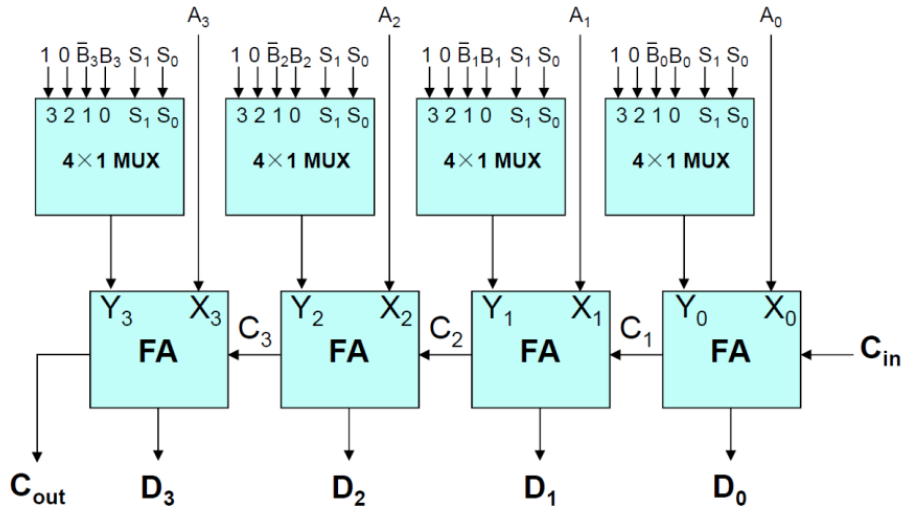 A₃ A₂ A₁ A₀
1 0 B̅₃ B₃ S₁ S₀ 1 0 B̅₂ B₂ S₁ S₀ 1 0 B̅₁ B₁ S₁ S₀ 1 0 B̅₀ B₀ S₁ S₀
3 2 1 0 S₁ S₀ 3 2 1 0 S₁ S₀ 3 2 1 0 S₁ S₀ 3 2 1 0 S₁ S₀
4×1 MUX 4×1 MUX 4×1 MUX 4×1 MUX
Y₃ X₃ C₃ Y₂ X₂ C₂ Y₁ X₁ C₁ Y₀ X₀
FA FA FA FA C_in
C_out D₃ D₂ D₁ D₀